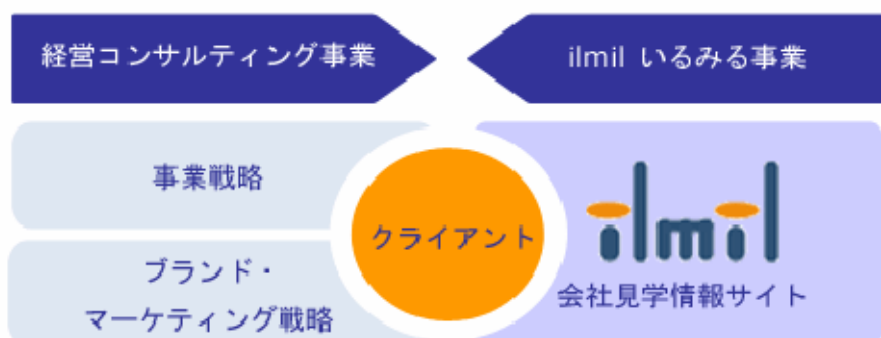 経営コンサルティング事業
ilmil いるみる事業
事業戦略
ブランド・
マーケティング戦略
クライアント
ilmil
会社見学情報サイト